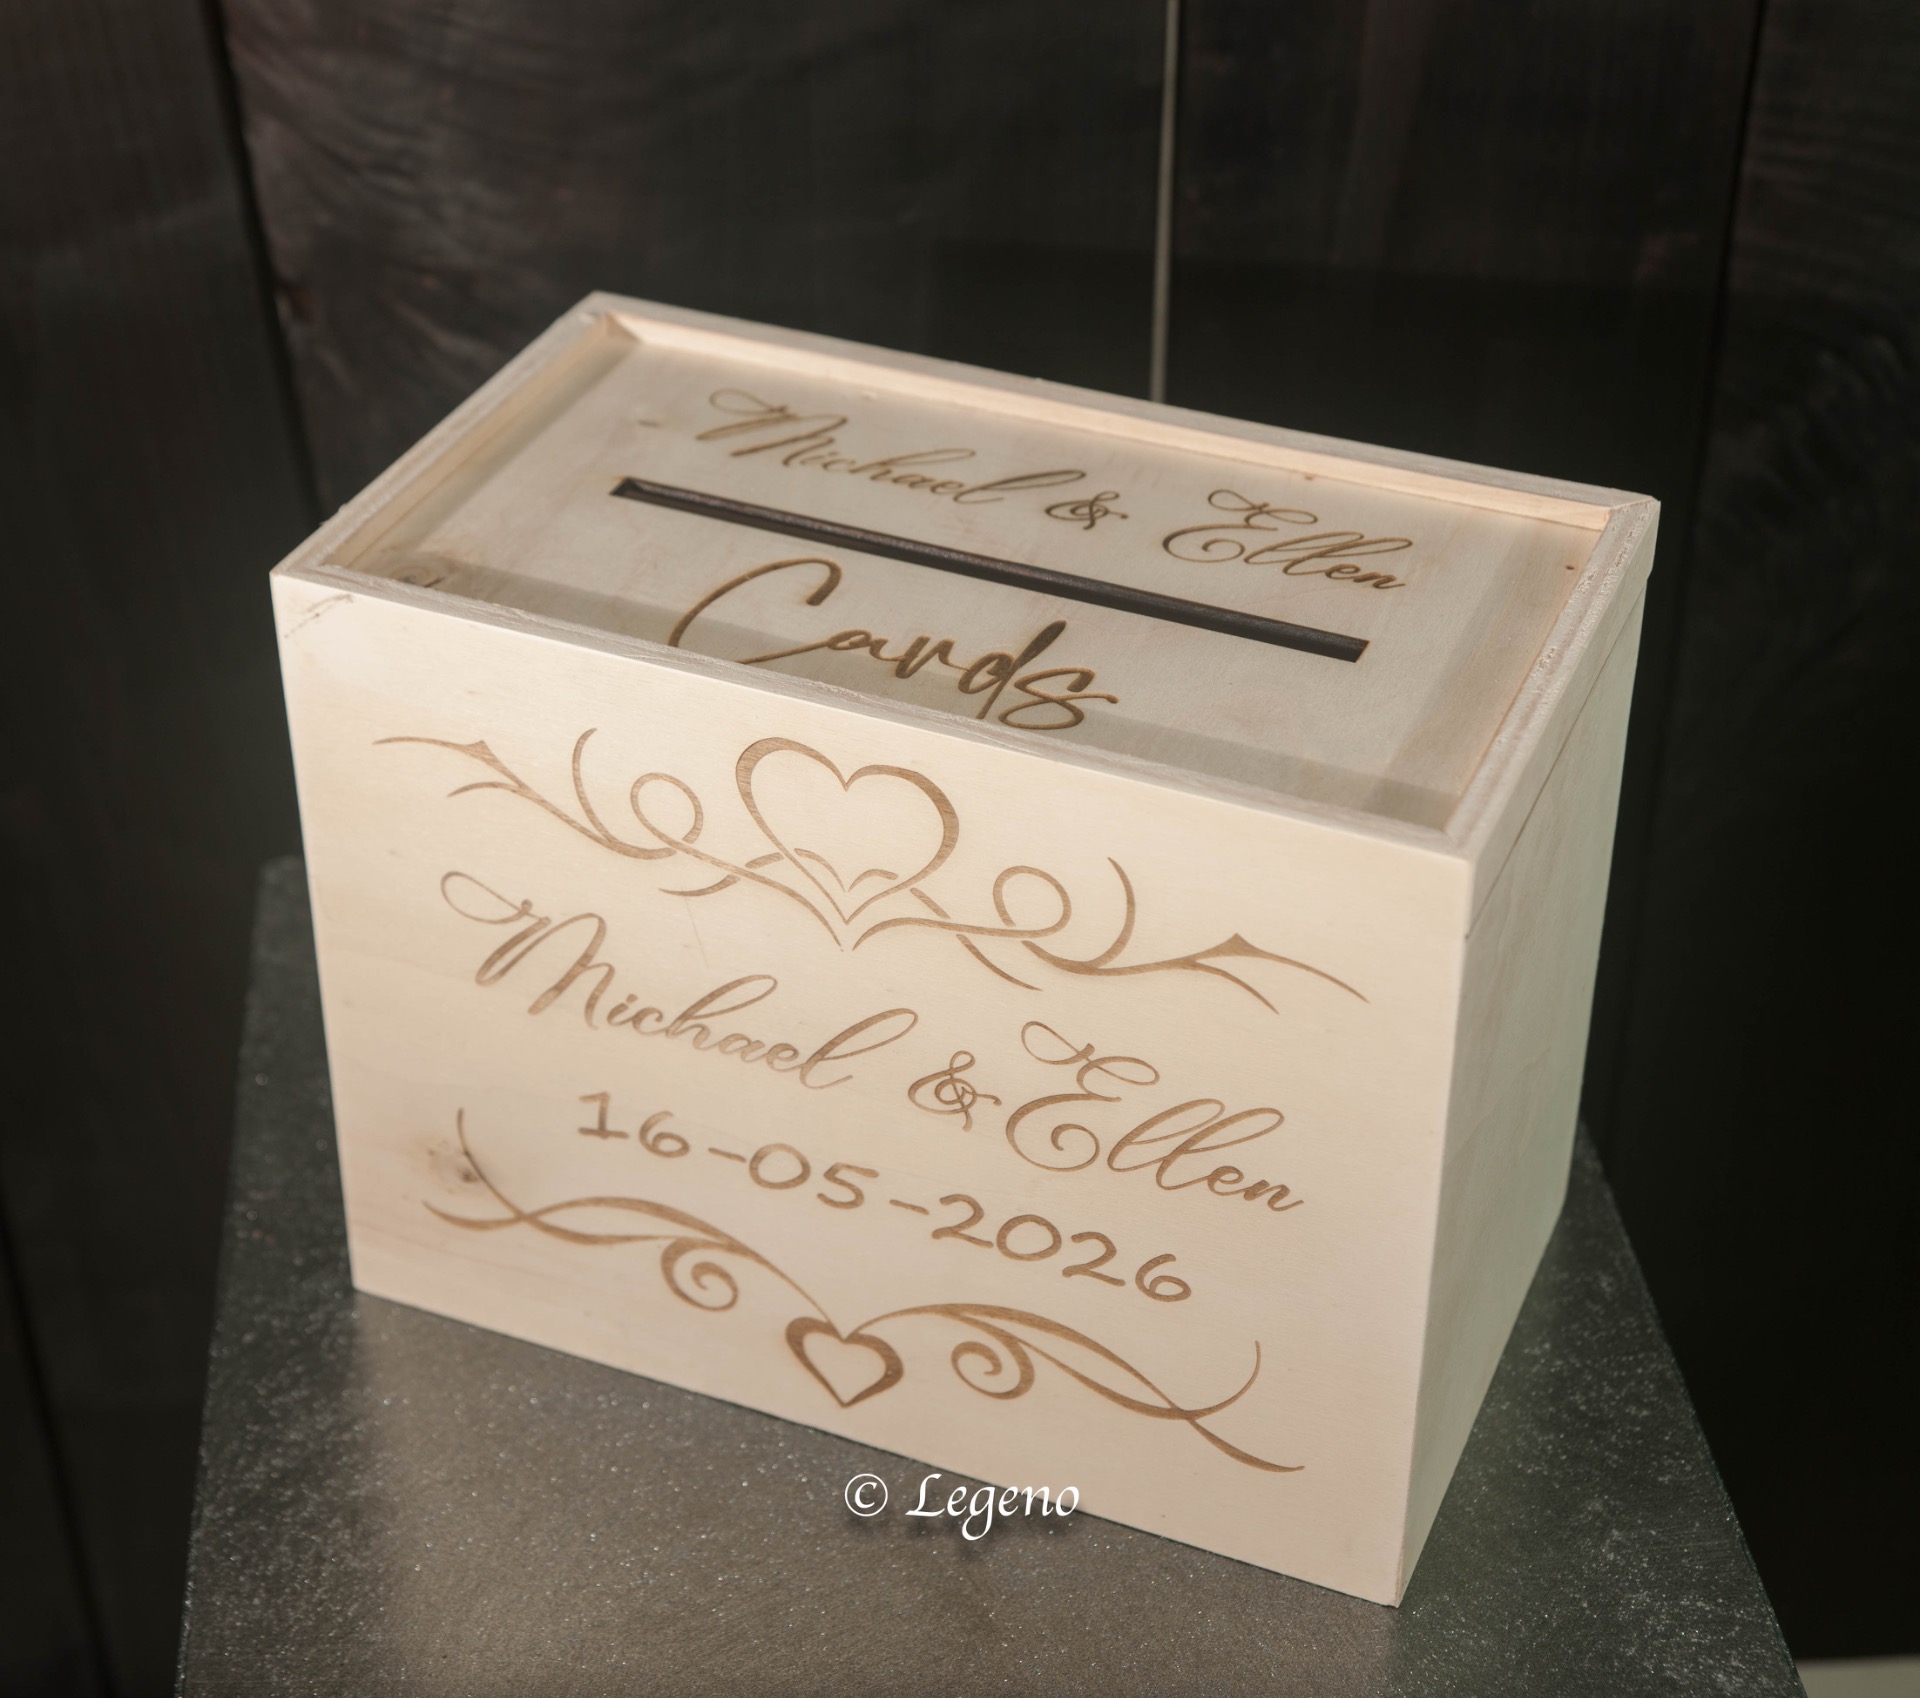 Michael & Ellen
Cards
Michael & Ellen
16-05-2026
© Legeno